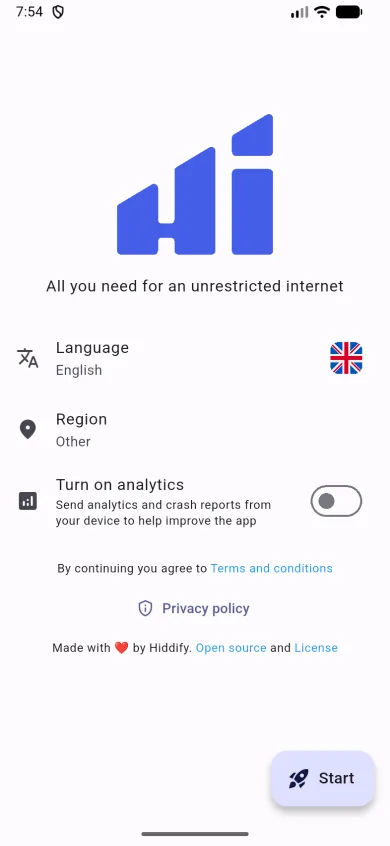 7:54
Hi
All you need for an unrestricted internet
Language
English
Region
Other
Turn on analytics
Send analytics and crash reports from
your device to help improve the app
By continuing you agree to Terms and conditions
Privacy policy
Made with ❤️ by Hiddify. Open source and License
Start